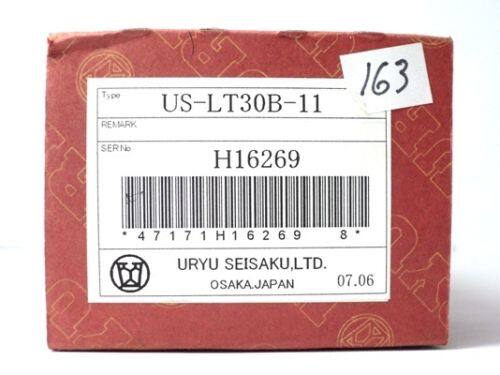 163
Type US-LT30B-11
REMARK
SER.No H16269
*47171H16269 8*
URYU SEISAKU,LTD.
OSAKA.JAPAN 07.06